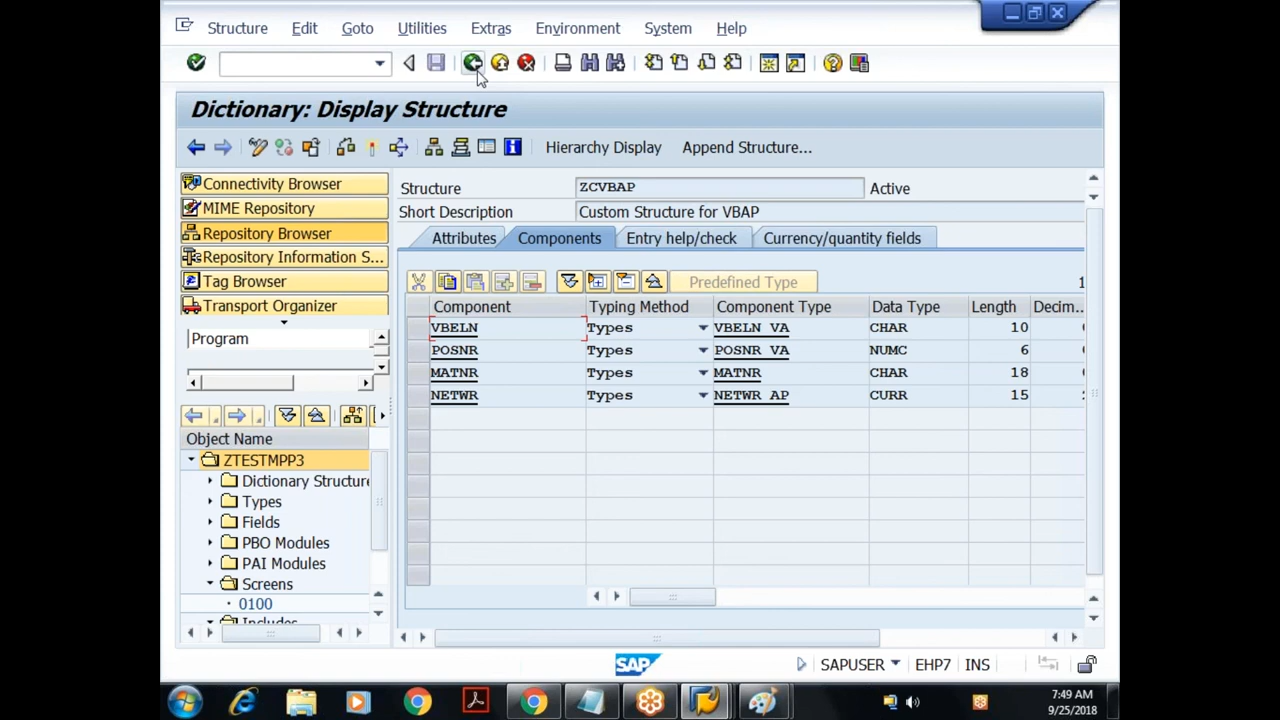 Structure Edit Goto Utilities Extras Environment System Help
Dictionary: Display Structure
Hierarchy Display Append Structure...
Connectivity Browser
MIME Repository
Repository Browser
Repository Information S...
Tag Browser
Transport Organizer
Program
Object Name
ZTESTMPP3
Dictionary Structure
Types
Fields
PBO Modules
PAI Modules
Screens
0100
Includes
Structure ZCVBAP Active
Short Description Custom Structure for VBAP
Attributes Components Entry help/check Currency/quantity fields
Predefined Type 1
Component Typing Method Component Type Data Type Length Decim...
VBELN Types VBELN_VA CHAR 10
POSNR Types POSNR_VA NUMC 6
MATNR Types MATNR CHAR 18
NETWR Types NETWR_AP CURR 15
SAP SAPUSER EHP7 INS
7:49 AM
9/25/2018